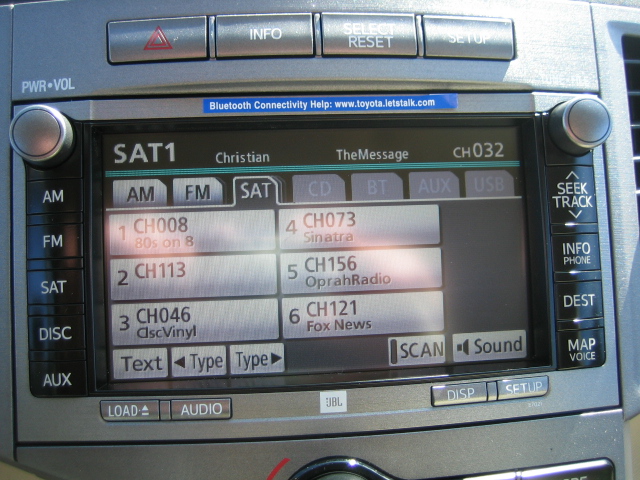 INFO SELECT RESET SETUP
PWR•VOL
Bluetooth Connectivity Help: www.toyota.letstalk.com
SAT1 Christian TheMessage CH032
AM FM SAT CD BT AUX USB
1 CH008
80s on 8
2 CH113
3 CH046
ClscVinyl
4 CH073
Sinatra
5 CH156
OprahRadio
6 CH121
Fox News
Text ◀Type Type▶ SCAN Sound
AM
FM
SAT
DISC
AUX
SEEK
TRACK
INFO
PHONE
DEST
MAP
VOICE
LOAD AUDIO JBL DISP SETUP